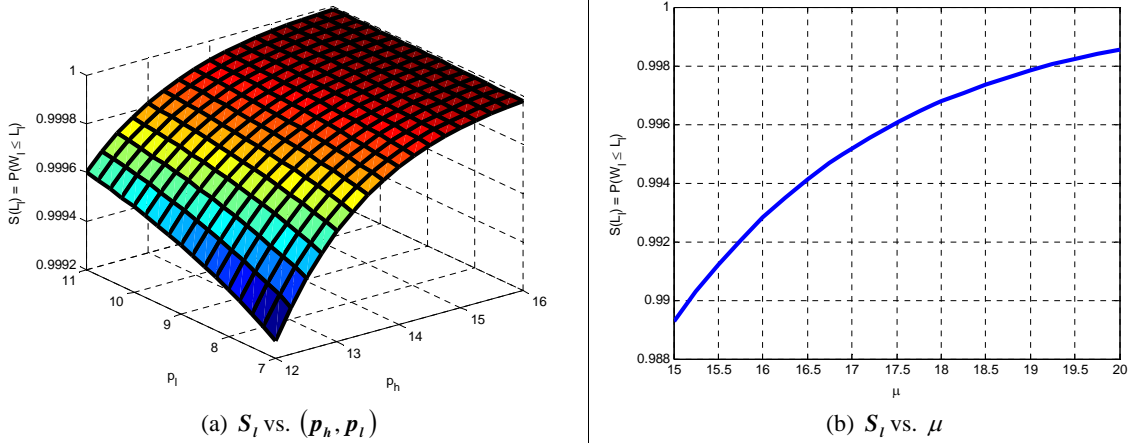 1
0.9998
0.9996
0.9994
0.9992
S(L_l) = P(W_l ≤ L_l)
11
10
9
8
7
p_l
12
13
14
15
16
p_h
(a) S_l vs. (p_h, p_l)
1
0.998
0.996
0.994
0.992
0.99
0.988
S(L_l) = P(W_l ≤ L_l)
15 15.5 16 16.5 17 17.5 18 18.5 19 19.5 20
μ
(b) S_l vs. μ